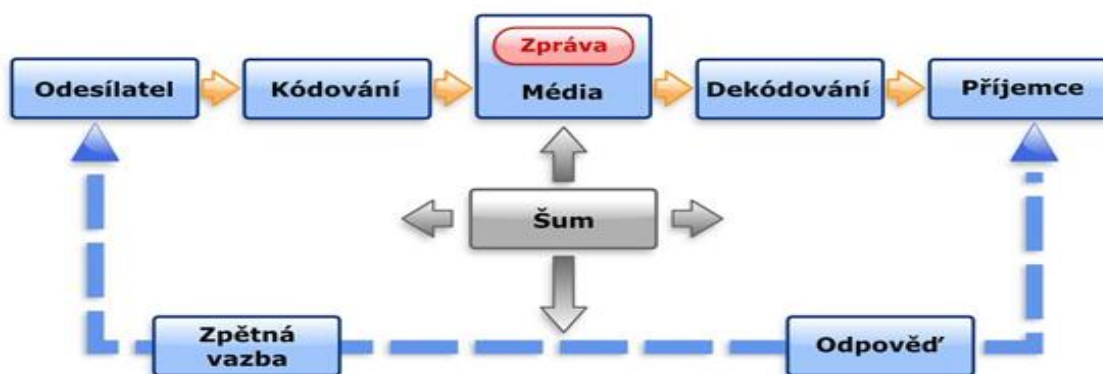 Zpráva
Odesílatel
Kódování
Média
Dekódování
Příjemce
Šum
Zpětná
vazba
Odpověď